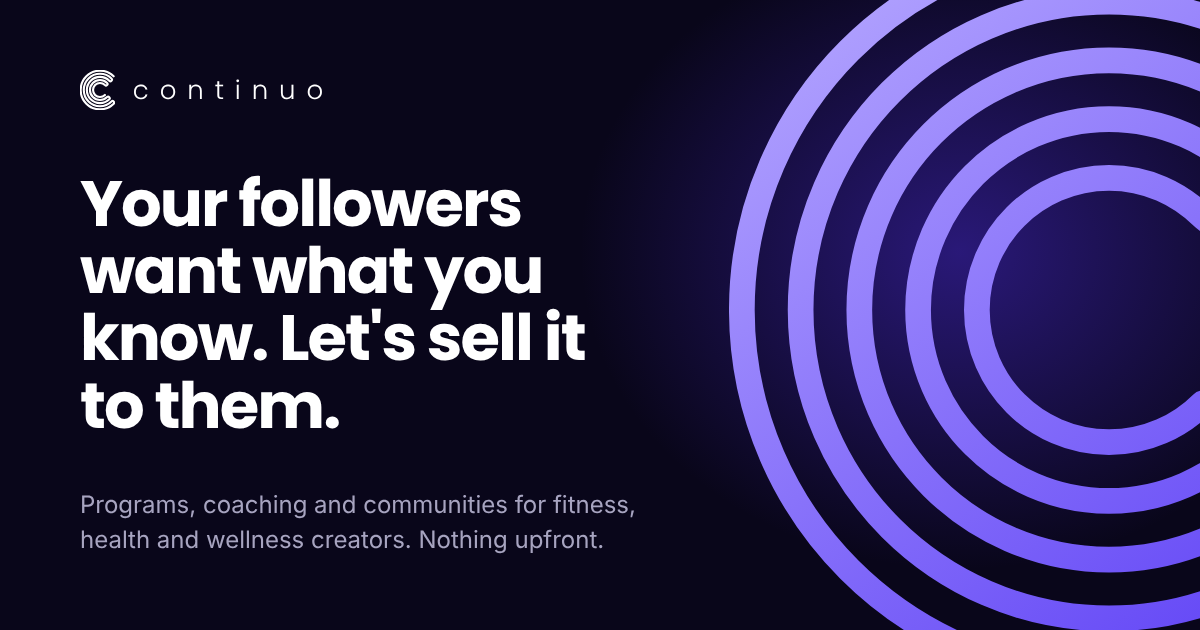 continuo
Your followers
want what you
know. Let's sell it
to them.
Programs, coaching and communities for fitness,
health and wellness creators. Nothing upfront.